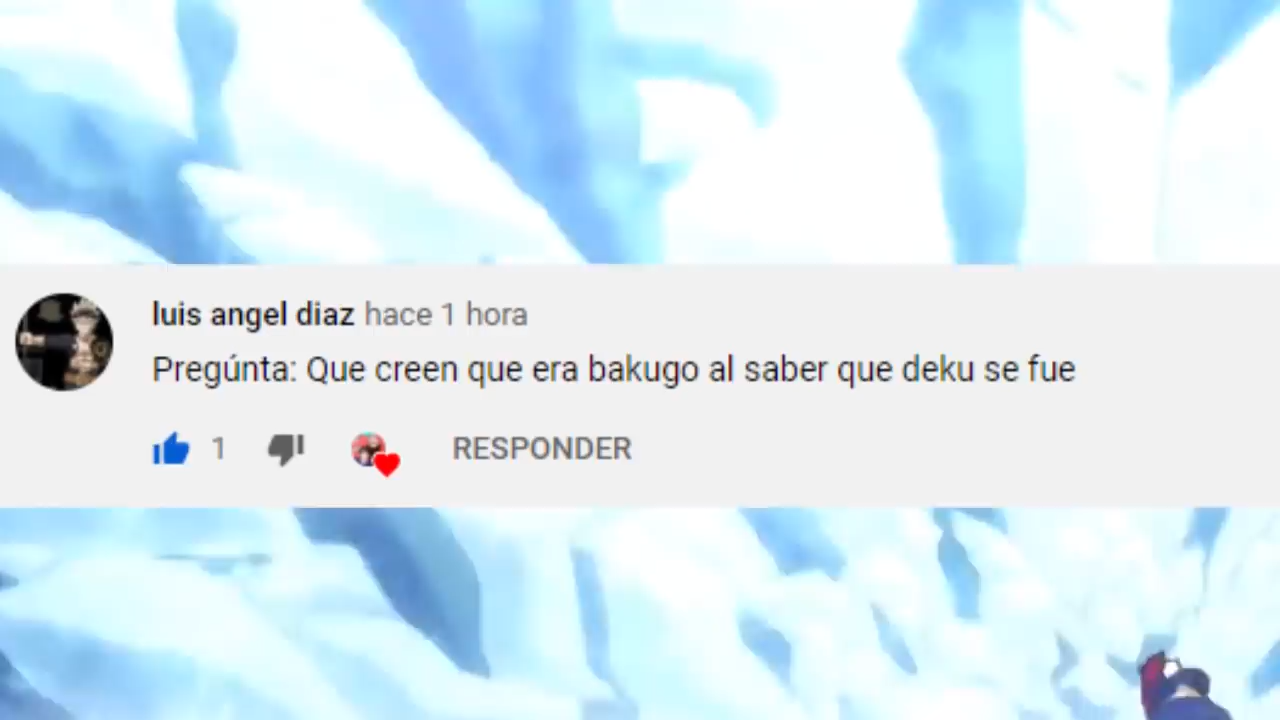 luis angel diaz hace 1 hora
Pregúnta: Que creen que era bakugo al saber que deku se fue
1 RESPONDER